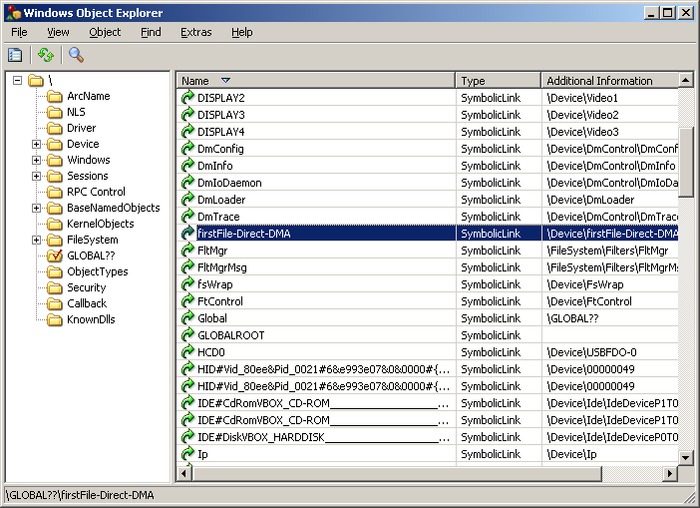 Windows Object Explorer
File View Object Find Extras Help
\
ArcName
NLS
Driver
Device
Windows
Sessions
RPC Control
BaseNamedObjects
KernelObjects
FileSystem
GLOBAL??
ObjectTypes
Security
Callback
KnownDlls
Name Type Additional Information
DISPLAY2 SymbolicLink \Device\Video1
DISPLAY3 SymbolicLink \Device\Video2
DISPLAY4 SymbolicLink \Device\Video3
DmConfig SymbolicLink \Device\DmControl\DmConf
DmInfo SymbolicLink \Device\DmControl\DmInfo
DmIoDaemon SymbolicLink \Device\DmControl\DmIoDa
DmLoader SymbolicLink \Device\DmLoader
DmTrace SymbolicLink \Device\DmControl\DmTrac
firstFile-Direct-DMA SymbolicLink \Device\firstFile-Direct-DMA
FltMgr SymbolicLink \FileSystem\Filters\FltMgr
FltMgrMsg SymbolicLink \FileSystem\Filters\FltMgrMs
fsWrap SymbolicLink \Device\FsWrap
FtControl SymbolicLink \Device\FtControl
Global SymbolicLink \GLOBAL??
GLOBALROOT SymbolicLink
HCD0 SymbolicLink \Device\USBFDO-0
HID#Vid_80ee&Pid_0021#6&e993e07&0&0000#{... SymbolicLink \Device\00000049
HID#Vid_80ee&Pid_0021#6&e993e07&0&0000#{... SymbolicLink \Device\00000049
IDE#CdRomVBOX_CD-ROM____________________... SymbolicLink \Device\Ide\IdeDeviceP1T0
IDE#CdRomVBOX_CD-ROM____________________... SymbolicLink \Device\Ide\IdeDeviceP1T0
IDE#DiskVBOX_HARDDISK____________________... SymbolicLink \Device\Ide\IdeDeviceP0T0
Ip SymbolicLink \Device\Ip
\GLOBAL??\firstFile-Direct-DMA